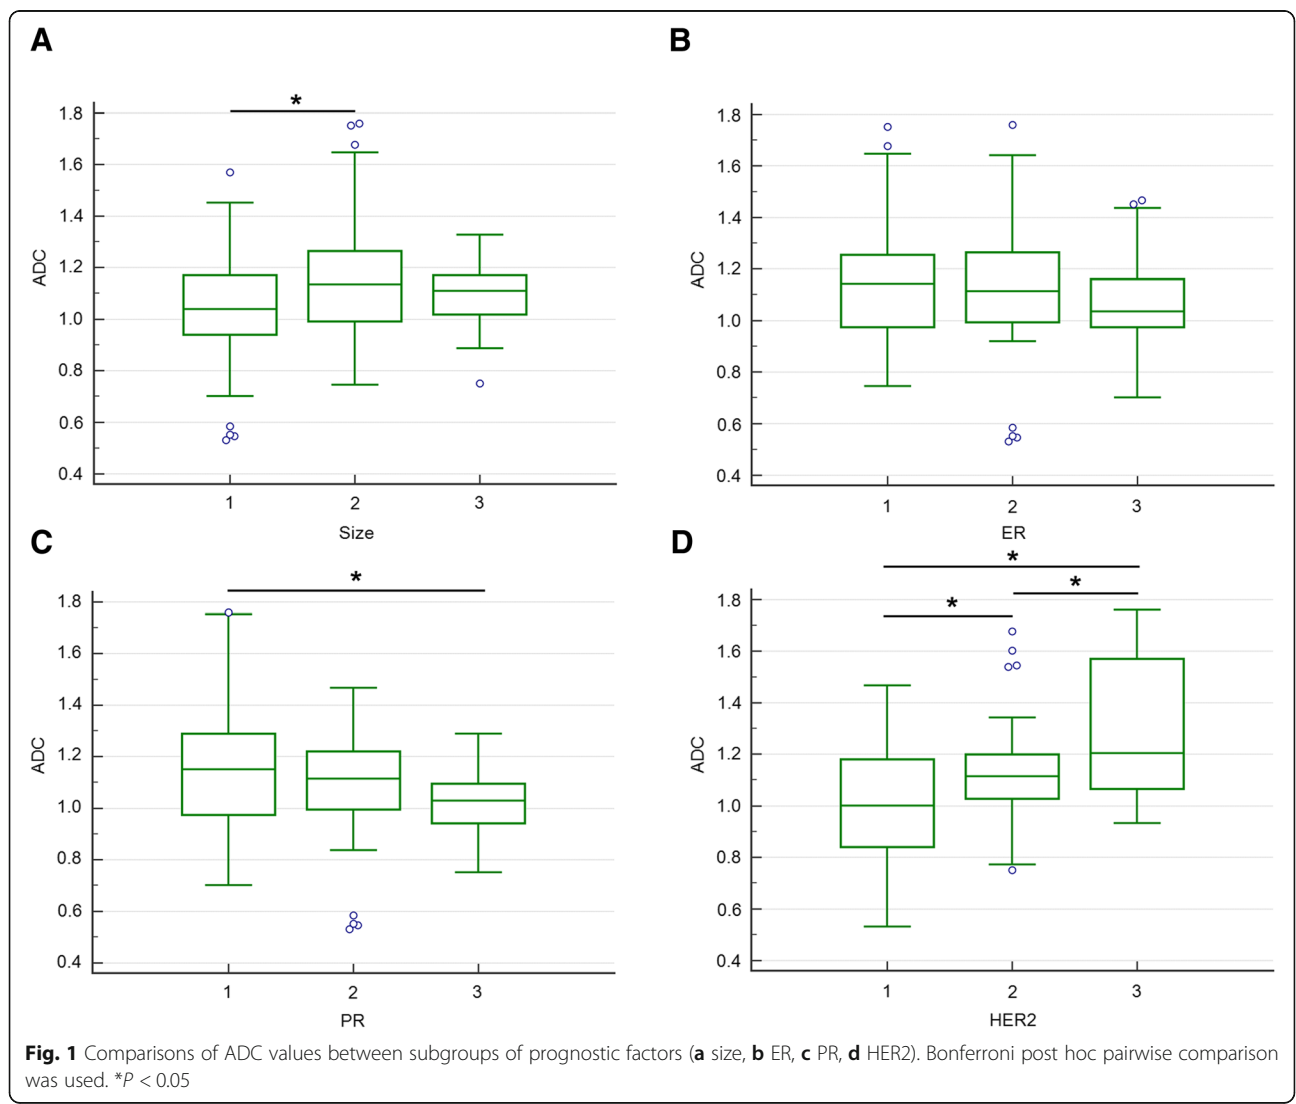 A
*
1.8
1.6
1.4
1.2
1.0
0.8
0.6
0.4
ADC
1 2 3
Size
B
1.8
1.6
1.4
1.2
1.0
0.8
0.6
0.4
ADC
1 2 3
ER
C
*
1.8
1.6
1.4
1.2
1.0
0.8
0.6
0.4
ADC
1 2 3
PR
D
*
*
*
1.8
1.6
1.4
1.2
1.0
0.8
0.6
0.4
ADC
1 2 3
HER2
Fig. 1 Comparisons of ADC values between subgroups of prognostic factors (a size, b ER, c PR, d HER2). Bonferroni post hoc pairwise comparison
was used. *P < 0.05